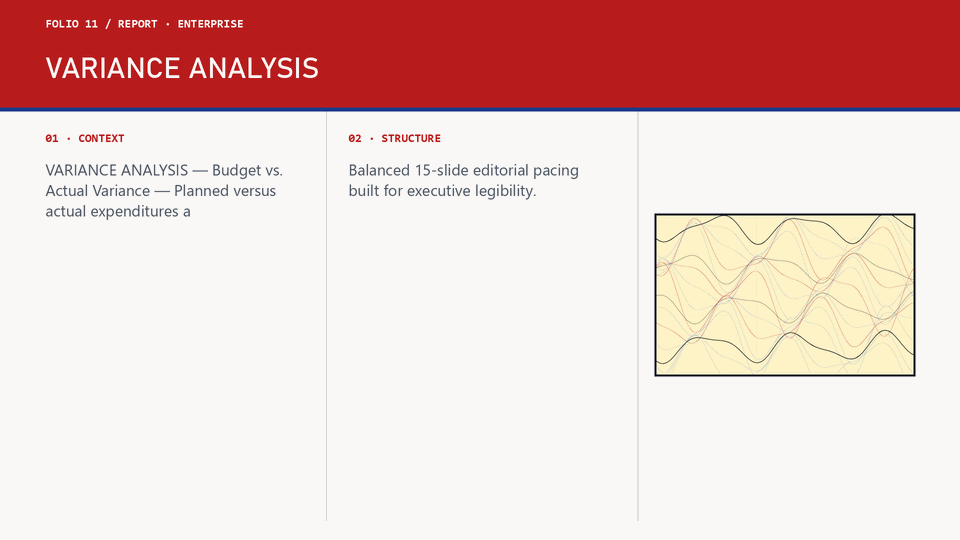 FOLIO 11 / REPORT · ENTERPRISE
VARIANCE ANALYSIS
01 · CONTEXT
VARIANCE ANALYSIS — Budget vs.
Actual Variance — Planned versus
actual expenditures a
02 · STRUCTURE
Balanced 15-slide editorial pacing
built for executive legibility.